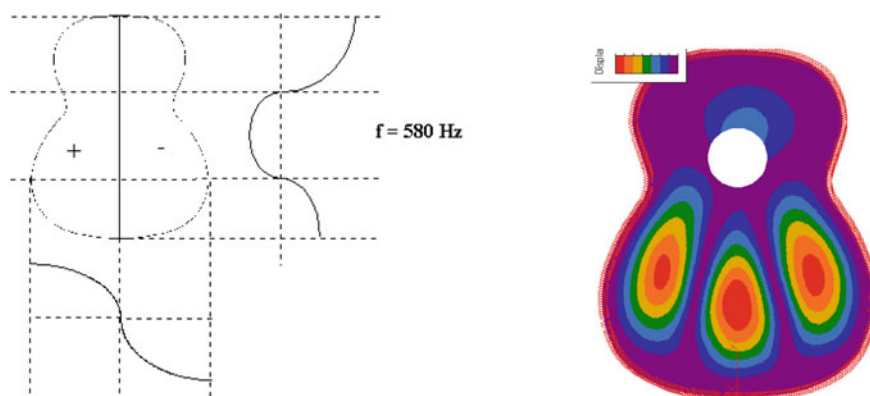 +
-
f = 580 Hz
Displa